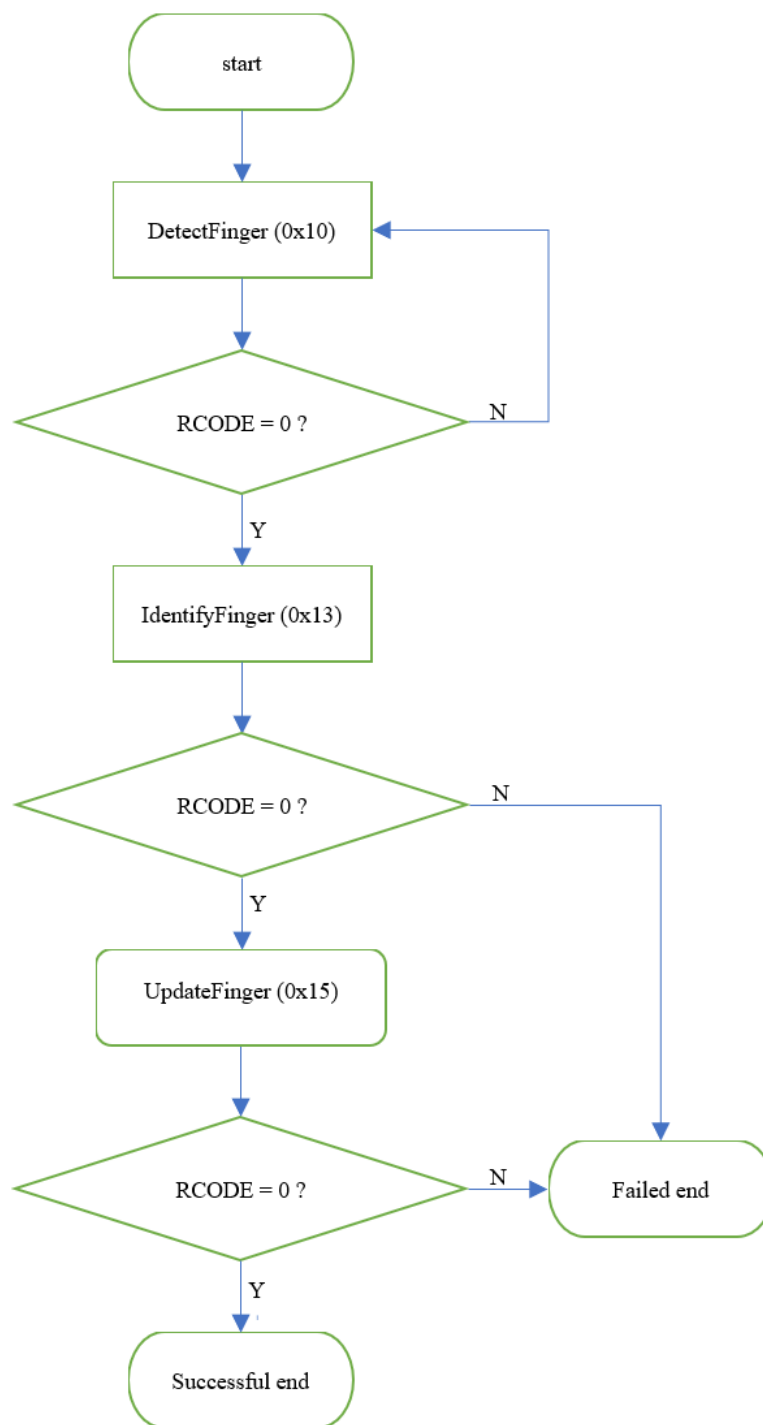 start
DetectFinger (0x10)
RCODE = 0 ?
N
Y
IdentifyFinger (0x13)
RCODE = 0 ?
N
Y
UpdateFinger (0x15)
RCODE = 0 ?
N
Failed end
Y
Successful end